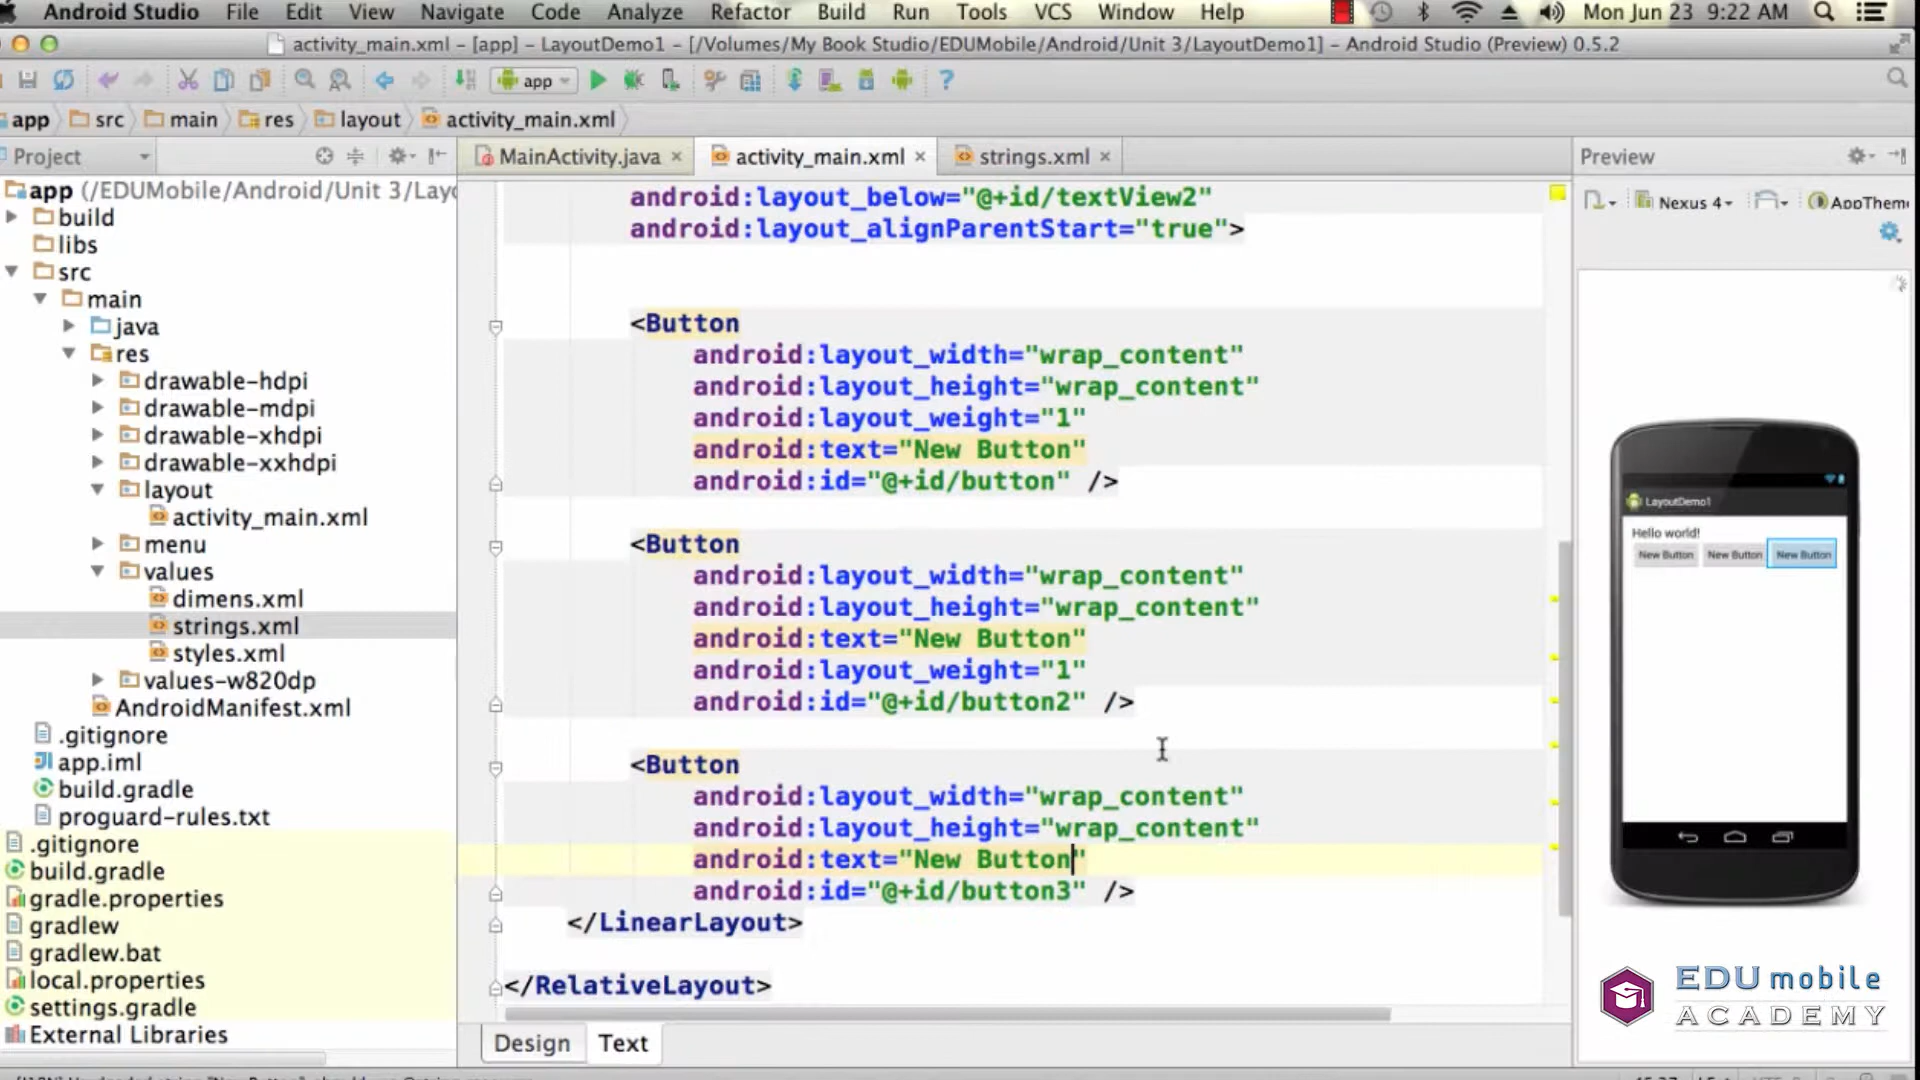 Android Studio File Edit View Navigate Code Analyze Refactor Build Run Tools VCS Window Help Mon Jun 23 9:22 AM
activity_main.xml - [app] - LayoutDemo1 - [/Volumes/My Book Studio/EDUMobile/Android/Unit 3/LayoutDemo1] - Android Studio (Preview) 0.5.2
app
app src main res layout activity_main.xml
Project
MainActivity.java activity_main.xml strings.xml
Preview
app (/EDUMobile/Android/Unit 3/Layo
build
libs
src
main
java
res
drawable-hdpi
drawable-mdpi
drawable-xhdpi
drawable-xxhdpi
layout
activity_main.xml
menu
values
dimens.xml
strings.xml
styles.xml
values-w820dp
AndroidManifest.xml
.gitignore
app.iml
build.gradle
proguard-rules.txt
.gitignore
build.gradle
gradle.properties
gradlew
gradlew.bat
local.properties
settings.gradle
External Libraries
android:layout_below="@+id/textView2"
android:layout_alignParentStart="true">
<Button
android:layout_width="wrap_content"
android:layout_height="wrap_content"
android:layout_weight="1"
android:text="New Button"
android:id="@+id/button" />
<Button
android:layout_width="wrap_content"
android:layout_height="wrap_content"
android:text="New Button"
android:layout_weight="1"
android:id="@+id/button2" />
<Button
android:layout_width="wrap_content"
android:layout_height="wrap_content"
android:text="New Button"
android:id="@+id/button3" />
</LinearLayout>
</RelativeLayout>
Design Text
Nexus 4 AppTheme
LayoutDemo1
Hello world!
New Button New Button New Button
EDU mobile
ACADEMY